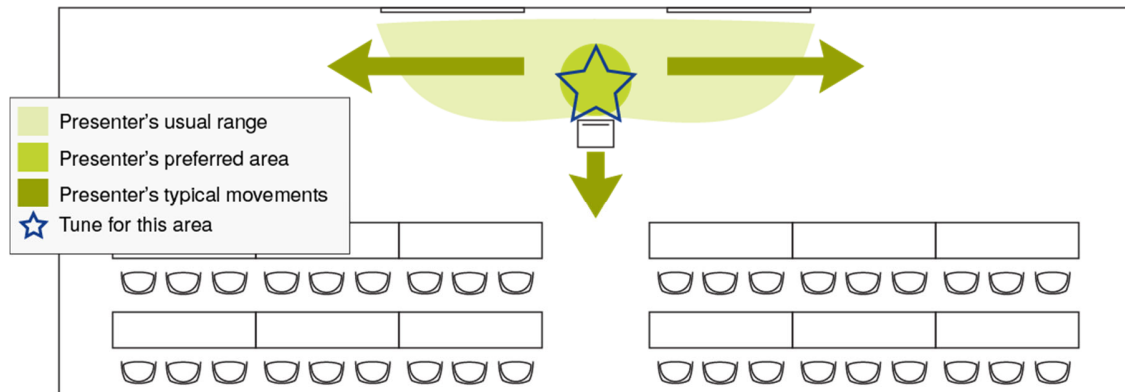 Presenter's usual range
Presenter's preferred area
Presenter's typical movements
Tune for this area